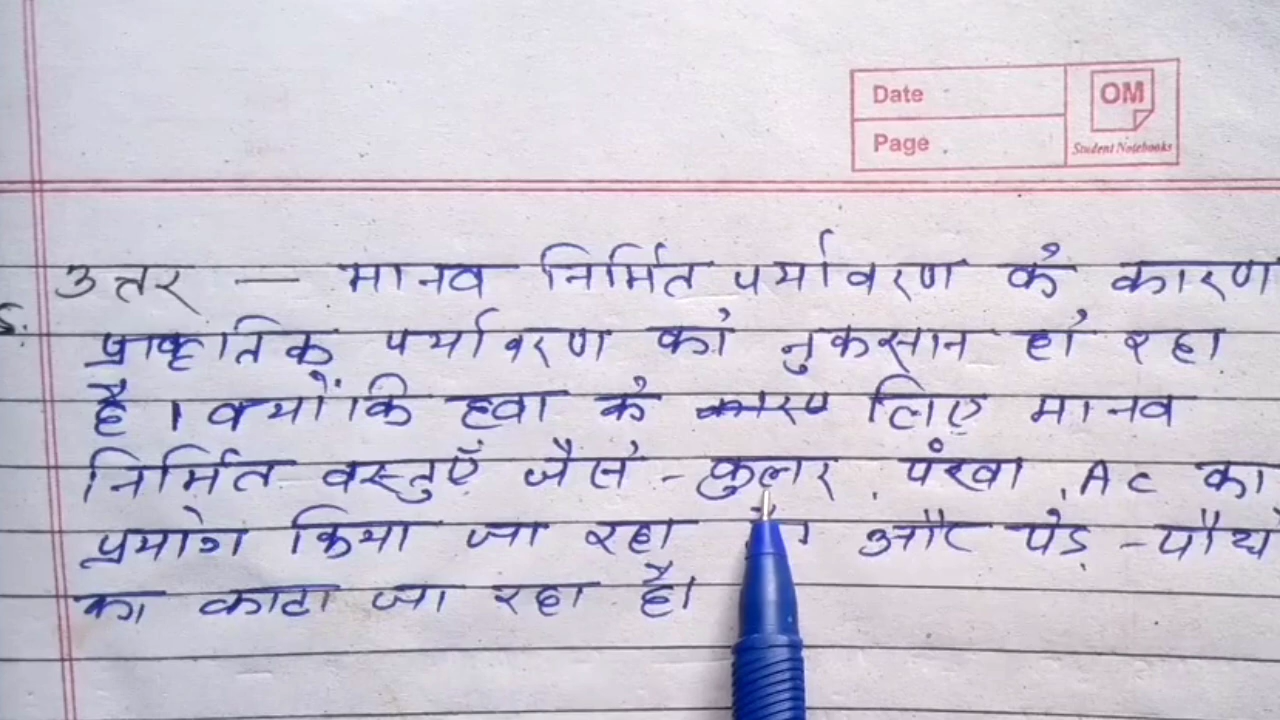 Date
OM
Page
Student Notebooks
उत्तर — मानव निर्मित पर्यावरण के कारण
प्राकृतिक पर्यावरण को नुकसान हो रहा
है । क्योंकि हवा के कारण लिए मानव
निर्मित वस्तुएँ जैसे - कुलर , पंखा , AC का
प्रयोग किया जा रहा है । और पेड़ - पौधे
का काटा जा रहा है।